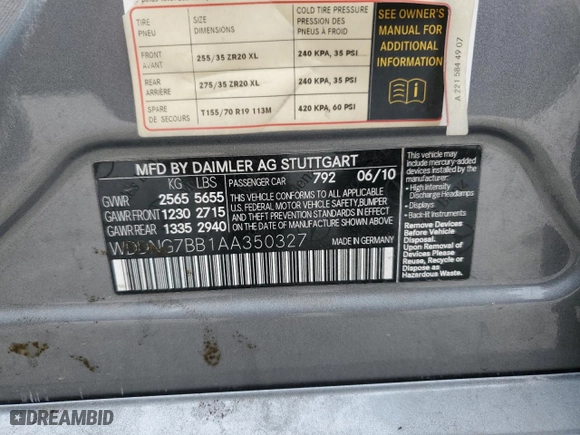 TIRE
PNEU
SIZE
DIMENSIONS
COLD TIRE PRESSURE
PRESSION DES
PNEUS À FROID
FRONT
AVANT
255/35 ZR20 XL
240 KPA, 35 PSI
REAR
ARRIÈRE
275/35 ZR20 XL
240 KPA, 35 PSI
SPARE
DE SECOURS
T155/70 R19 113M
420 KPA, 60 PSI
SEE OWNER'S
MANUAL FOR
ADDITIONAL
INFORMATION
A 221 584 49 07
MFD BY DAIMLER AG STUTTGART
KG LBS PASSENGER CAR 792 06/10
GVWR 2565 5655
GAWR FRONT 1230 2715
GAWR REAR 1335 2940
THIS VEHICLE CONFORMS TO ALL APPLICABLE
FEDERAL MOTOR VEHICLE SAFETY, BUMPER
AND THEFT PREVENTION STANDARDS IN
EFFECT ON THE DATE OF
MANUFACTURE SHOWN ABOVE.
WDDNG7BB1AA350327
This vehicle may include
mercury-added devices
installed by the
manufacturer:
- High Intensity
Discharge Headlamps
- Displays
- Back-lit Instruments
Remove Devices
Before Vehicle
Disposal.
Upon Removal of
Devices Please
Reuse, Recycle or
Dispose as
Hazardous Waste.
DREAMBID